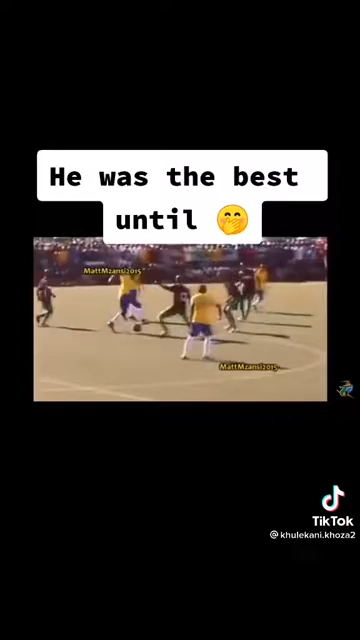 He was the best
until 🤭
MattMzansi2015
MattMzansi2015
TikTok
@khulekani.khoza2